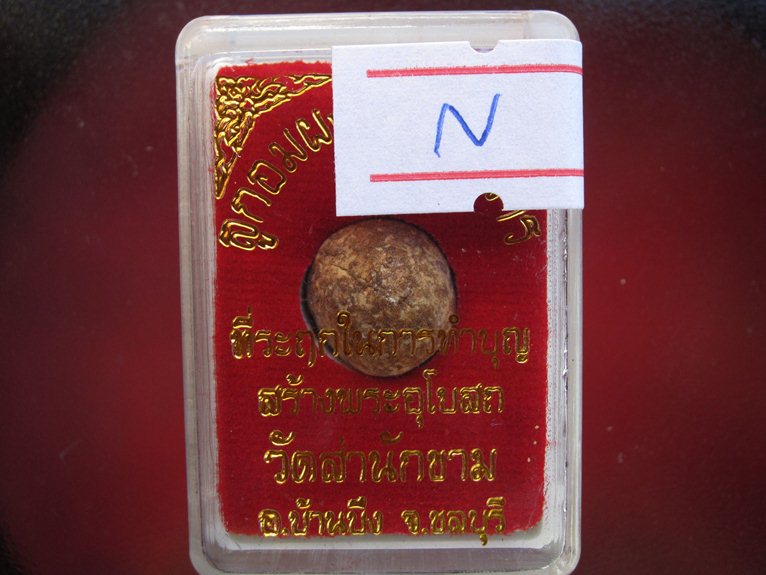 N
ลูกอมผ
ที่ระฤกในการทำบุญ
สร้างพระอุโบสถ
วัดสำนักขาม
อ.บ้านบึง จ.ชลบุรี